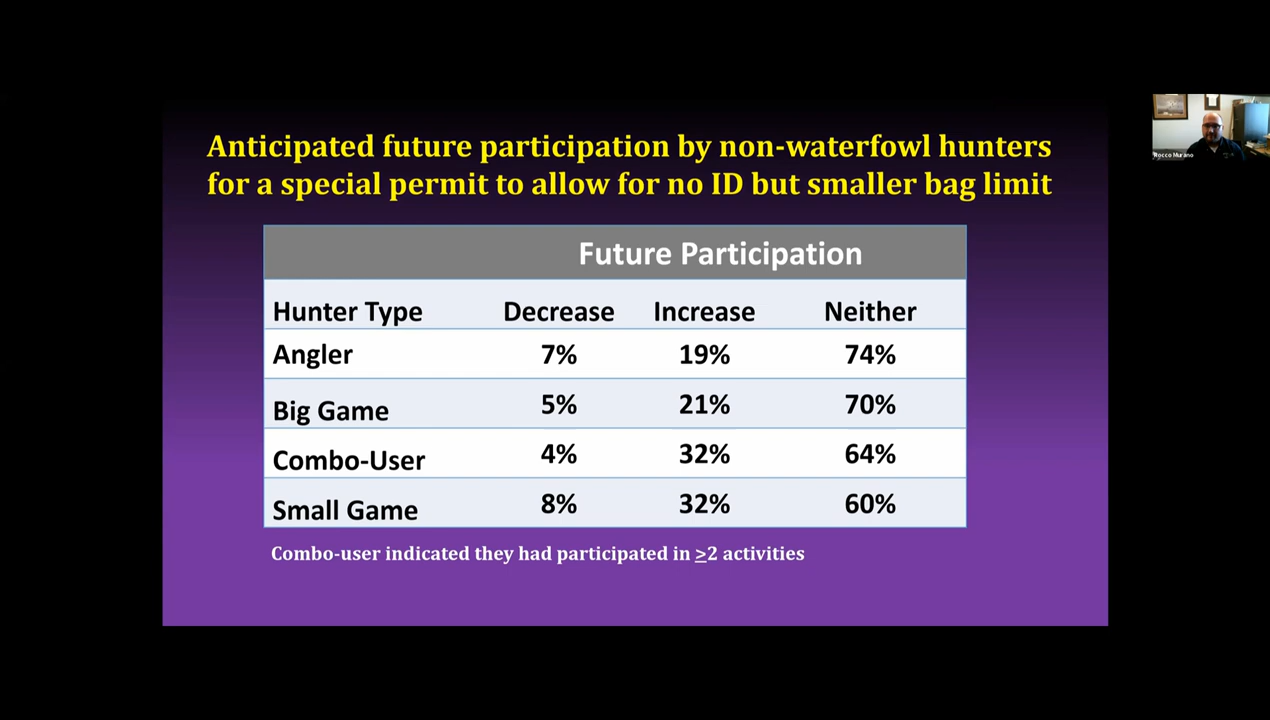 Anticipated future participation by non-waterfowl hunters
for a special permit to allow for no ID but smaller bag limit
Rocco Murano
Future Participation
Hunter Type Decrease Increase Neither
Angler 7% 19% 74%
Big Game 5% 21% 70%
Combo-User 4% 32% 64%
Small Game 8% 32% 60%
Combo-user indicated they had participated in ≥2 activities